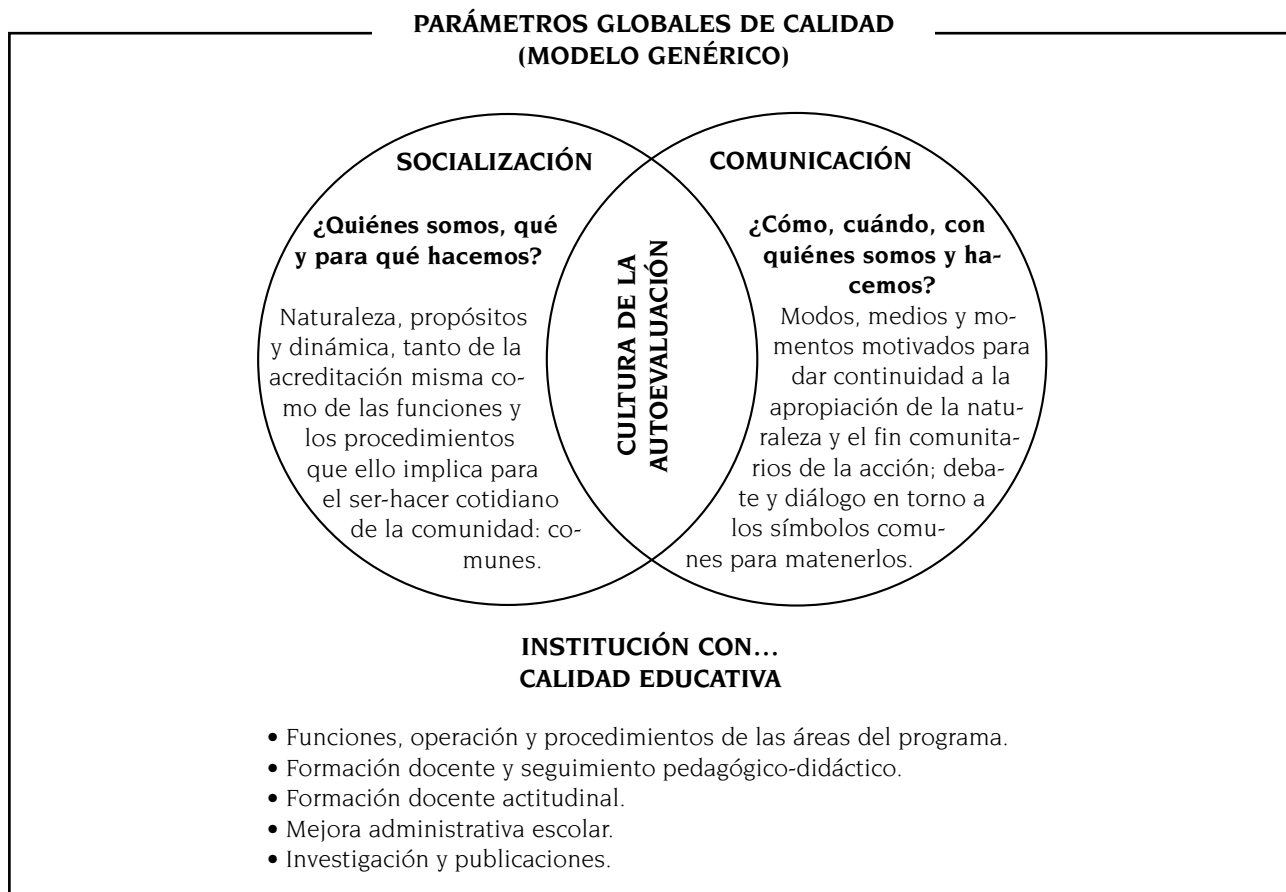 PARÁMETROS GLOBALES DE CALIDAD
(MODELO GENÉRICO)
SOCIALIZACIÓN
¿Quiénes somos, qué
y para qué hacemos?
Naturaleza, propósitos
y dinámica, tanto de la
acreditación misma co-
mo de las funciones y
los procedimientos
que ello implica para
el ser-hacer cotidiano
de la comunidad: co-
munes.
CULTURA DE LA
AUTOEVALUACIÓN
COMUNICACIÓN
¿Cómo, cuándo, con
quiénes somos y ha-
cemos?
Modos, medios y mo-
mentos motivados para
dar continuidad a la
apropiación de la natu-
raleza y el fin comunita-
rios de la acción; deba-
te y diálogo en torno a
los símbolos comu-
nes para matenerlos.
INSTITUCIÓN CON...
CALIDAD EDUCATIVA
• Funciones, operación y procedimientos de las áreas del programa.
• Formación docente y seguimiento pedagógico-didáctico.
• Formación docente actitudinal.
• Mejora administrativa escolar.
• Investigación y publicaciones.